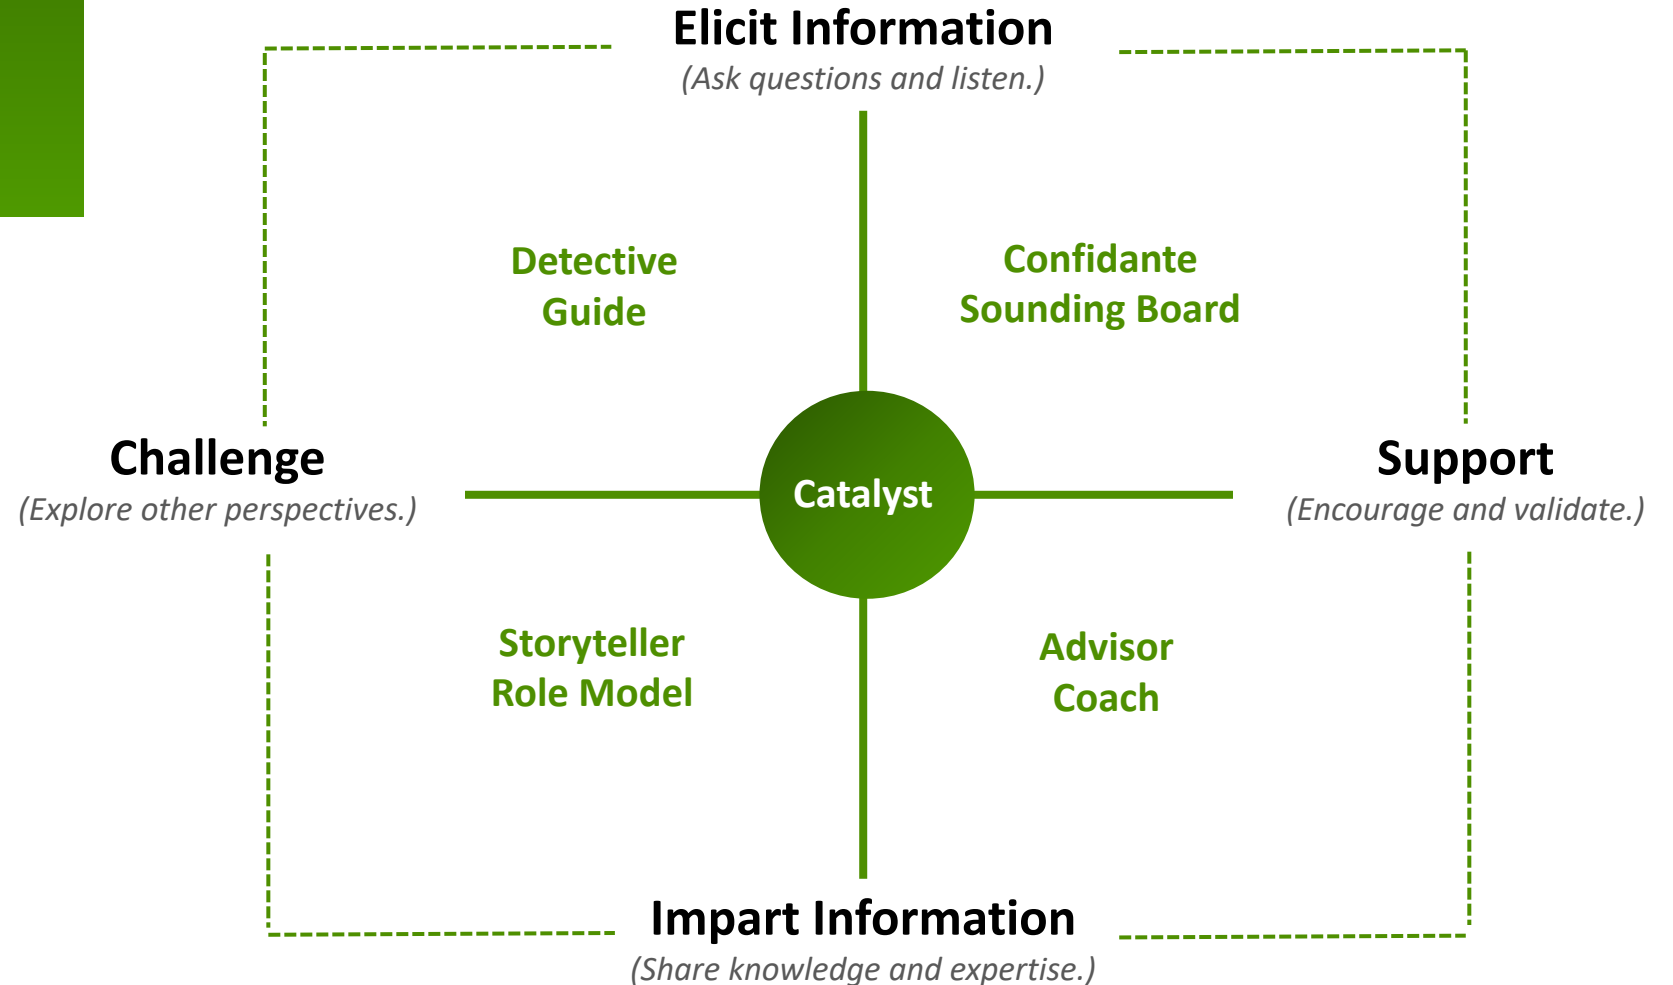 Elicit Information
(Ask questions and listen.)
Detective
Guide
Confidante
Sounding Board
Challenge
(Explore other perspectives.)
Catalyst
Support
(Encourage and validate.)
Storyteller
Role Model
Advisor
Coach
Impart Information
(Share knowledge and expertise.)